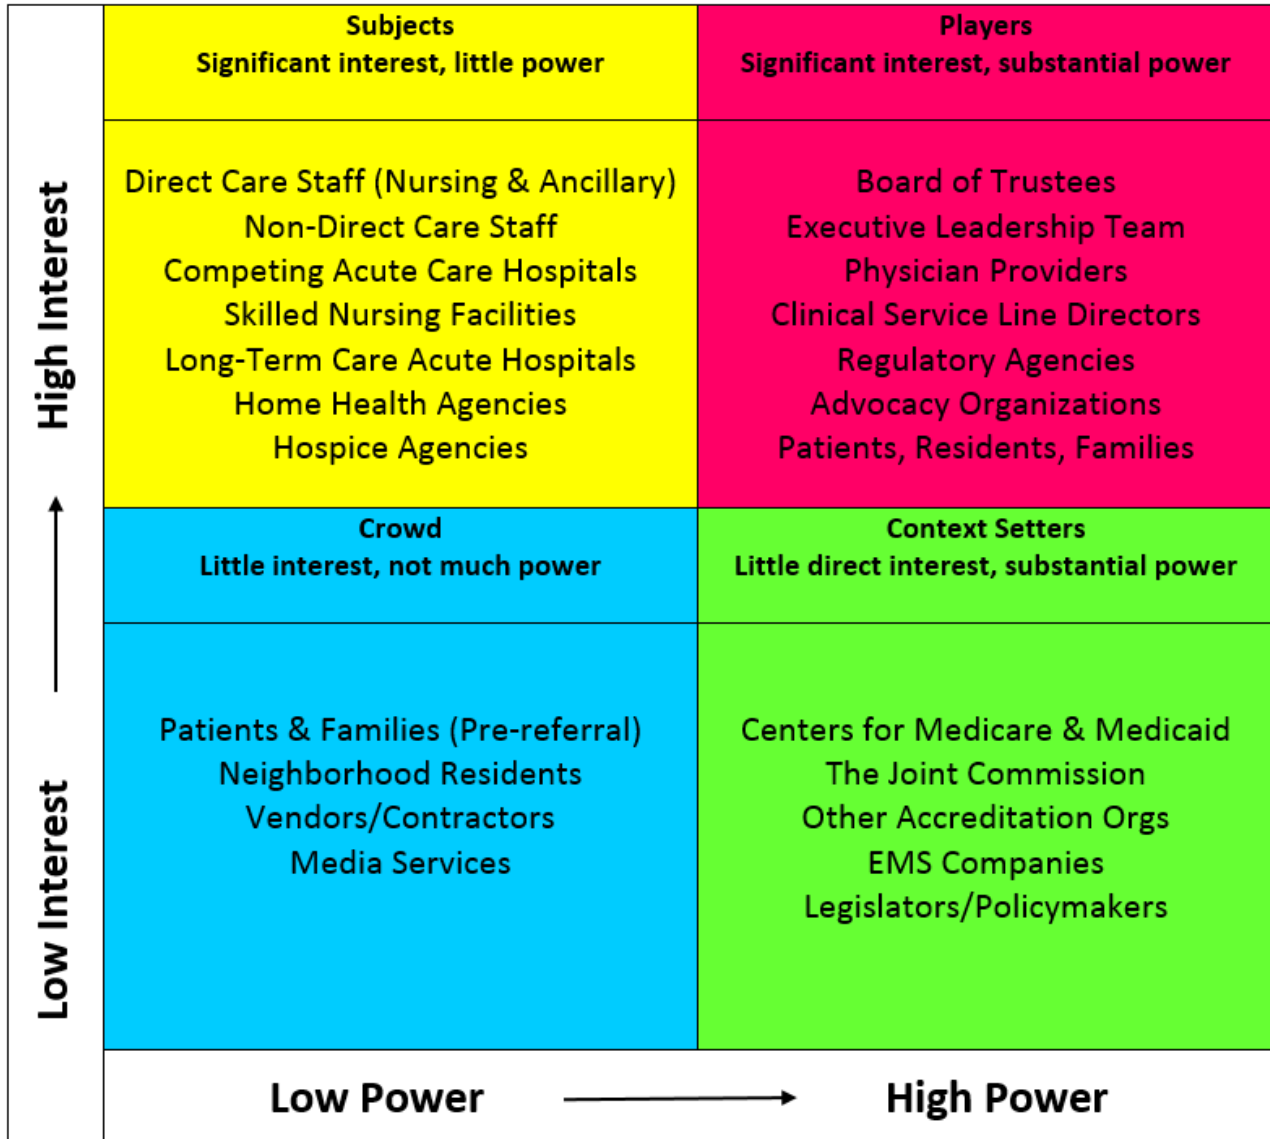 Subjects
Significant interest, little power
Players
Significant interest, substantial power
High Interest
Direct Care Staff (Nursing & Ancillary)
Non-Direct Care Staff
Competing Acute Care Hospitals
Skilled Nursing Facilities
Long-Term Care Acute Hospitals
Home Health Agencies
Hospice Agencies
Board of Trustees
Executive Leadership Team
Physician Providers
Clinical Service Line Directors
Regulatory Agencies
Advocacy Organizations
Patients, Residents, Families
Crowd
Little interest, not much power
Context Setters
Little direct interest, substantial power
Low Interest
Patients & Families (Pre-referral)
Neighborhood Residents
Vendors/Contractors
Media Services
Centers for Medicare & Medicaid
The Joint Commission
Other Accreditation Orgs
EMS Companies
Legislators/Policymakers
Low Power
High Power